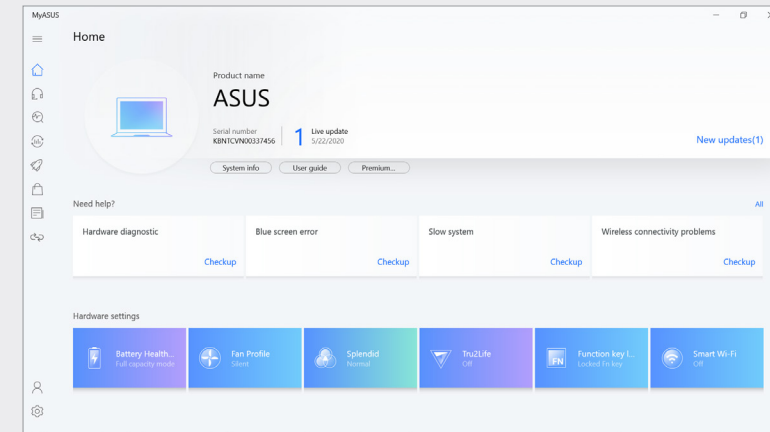 MyASUS
Home
Product name
ASUS
Serial number
KBNTCVN00337456
1
Live update
5/22/2020
New updates(1)
System info
User guide
Premium...
Need help?
All
Hardware diagnostic
Checkup
Blue screen error
Checkup
Slow system
Checkup
Wireless connectivity problems
Checkup
Hardware settings
Battery Health...
Full capacity mode
Fan Profile
Silent
Splendid
Normal
Tru2Life
Off
FN
Function key l...
Locked Fn key
Smart Wi-Fi
Off